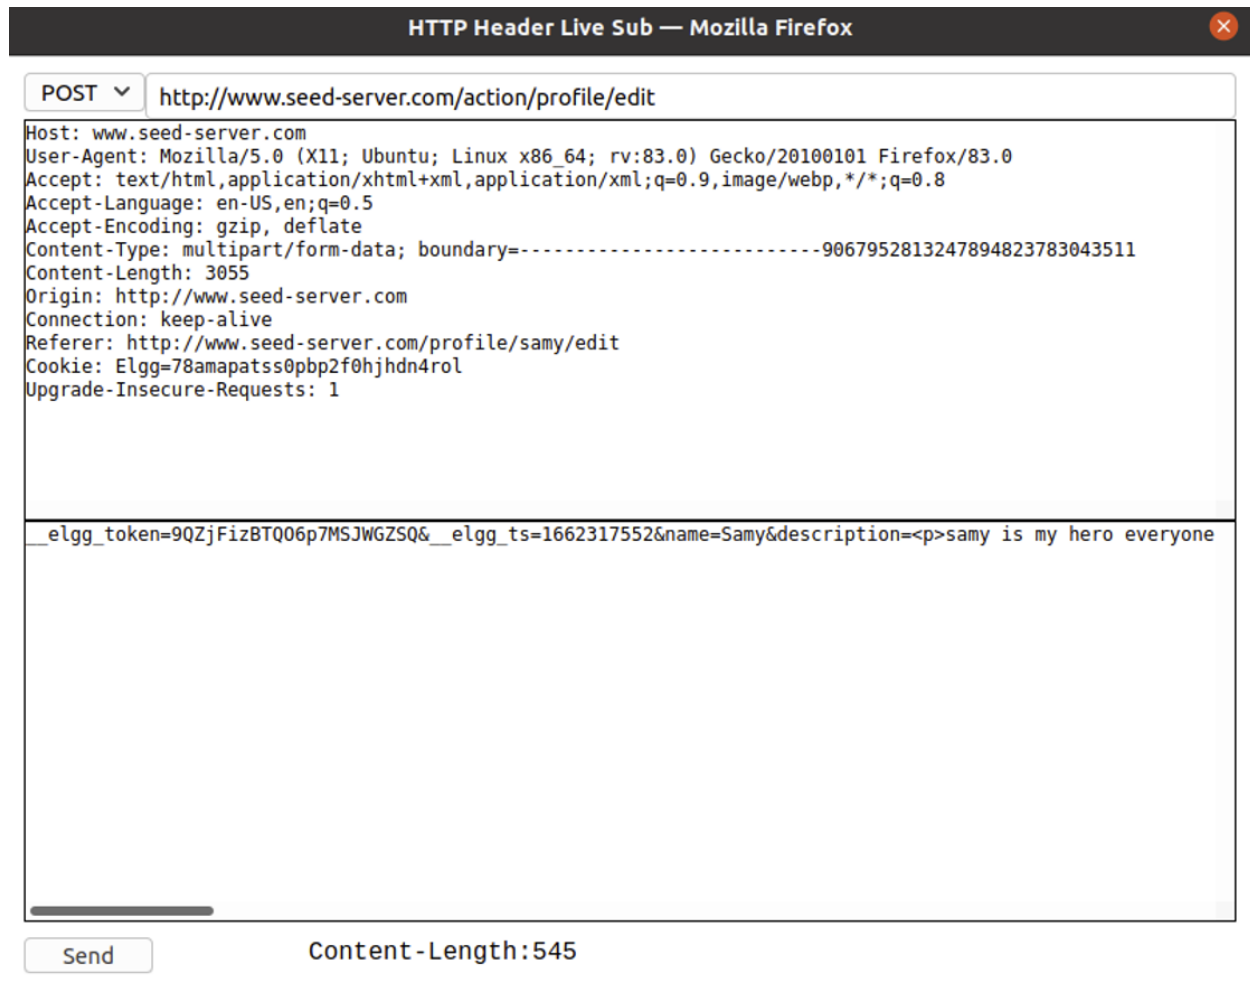 HTTP Header Live Sub — Mozilla Firefox
POST http://www.seed-server.com/action/profile/edit
Host: www.seed-server.com
User-Agent: Mozilla/5.0 (X11; Ubuntu; Linux x86_64; rv:83.0) Gecko/20100101 Firefox/83.0
Accept: text/html,application/xhtml+xml,application/xml;q=0.9,image/webp,*/*;q=0.8
Accept-Language: en-US,en;q=0.5
Accept-Encoding: gzip, deflate
Content-Type: multipart/form-data; boundary=---------------------------9067952813247894823783043511
Content-Length: 3055
Origin: http://www.seed-server.com
Connection: keep-alive
Referer: http://www.seed-server.com/profile/samy/edit
Cookie: Elgg=78amapatss0pbp2f0hjhdn4rol
Upgrade-Insecure-Requests: 1
__elgg_token=9QZjFizBTQO6p7MSJWGZSQ&__elgg_ts=1662317552&name=Samy&description=<p>samy is my hero everyone
Send Content-Length:545